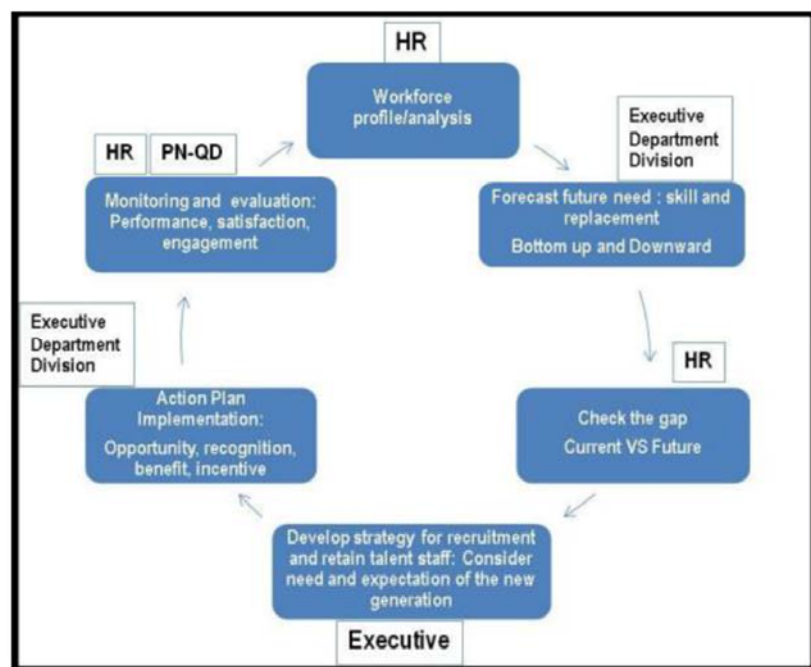 HR
Workforce
profile/analysis
Executive
Department
Division
Forecast future need : skill and
replacement
Bottom up and Downward
HR
Check the gap
Current VS Future
Develop strategy for recruitment
and retain talent staff: Consider
need and expectation of the new
generation
Executive
Executive
Department
Division
Action Plan
Implementation:
Opportunity, recognition,
benefit, incentive
HR PN-QD
Monitoring and evaluation:
Performance, satisfaction,
engagement